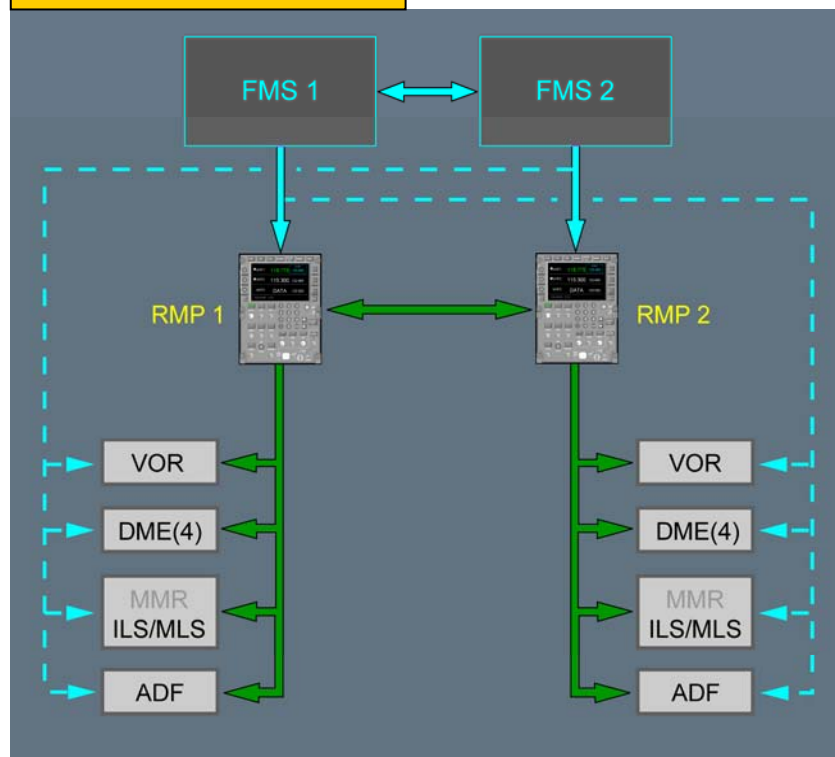 FMS 1
FMS 2
RMP 1
RMP 2
VOR
VOR
DME(4)
DME(4)
MMR
ILS/MLS
MMR
ILS/MLS
ADF
ADF